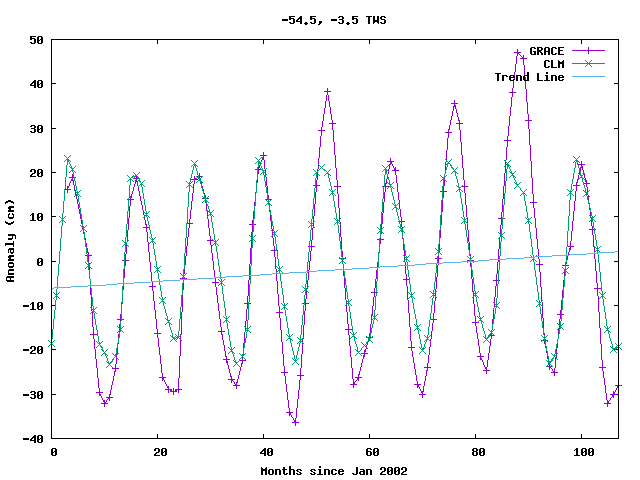 -54.5, -3.5 TWS
GRACE
CLM
Trend Line
50
40
30
20
10
0
-10
-20
-30
-40
Anomaly (cm)
0 20 40 60 80 100
Months since Jan 2002